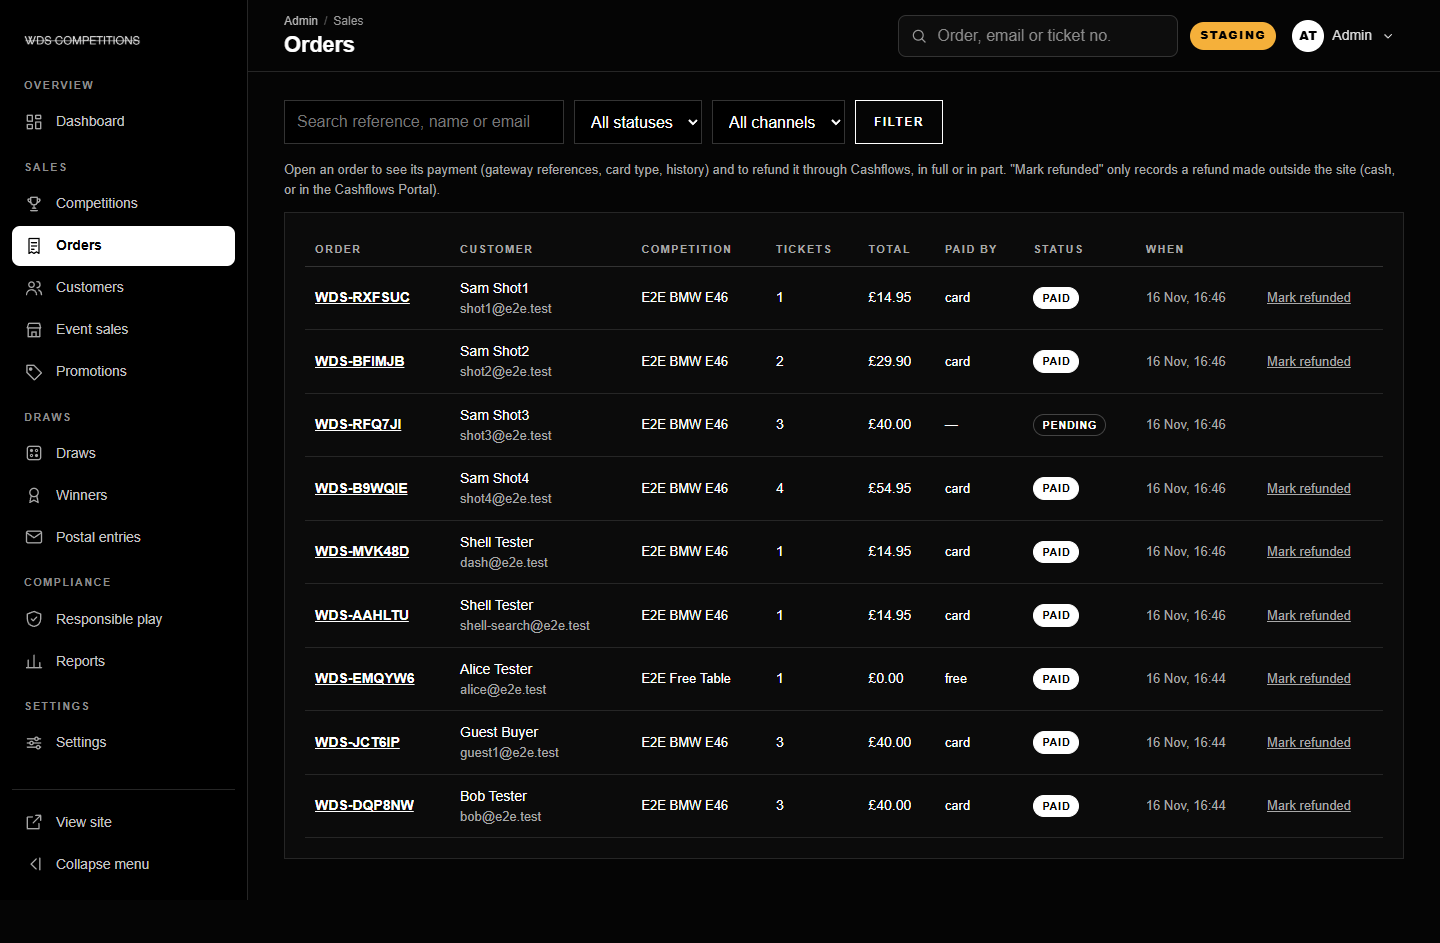 WDS COMPETITIONS
OVERVIEW
Dashboard
SALES
Competitions
Orders
Customers
Event sales
Promotions
DRAWS
Draws
Winners
Postal entries
COMPLIANCE
Responsible play
Reports
SETTINGS
Settings
View site
Collapse menu
Admin / Sales
Orders
Order, email or ticket no.
STAGING
AT Admin
Search reference, name or email
All statuses
All channels
FILTER
Open an order to see its payment (gateway references, card type, history) and to refund it through Cashflows, in full or in part. "Mark refunded" only records a refund made outside the site (cash,
or in the Cashflows Portal).
ORDER CUSTOMER COMPETITION TICKETS TOTAL PAID BY STATUS WHEN
WDS-RXFSUC Sam Shot1 shot1@e2e.test E2E BMW E46 1 £14.95 card PAID 16 Nov, 16:46 Mark refunded
WDS-BFIMJB Sam Shot2 shot2@e2e.test E2E BMW E46 2 £29.90 card PAID 16 Nov, 16:46 Mark refunded
WDS-RFQ7JI Sam Shot3 shot3@e2e.test E2E BMW E46 3 £40.00 — PENDING 16 Nov, 16:46
WDS-B9WQIE Sam Shot4 shot4@e2e.test E2E BMW E46 4 £54.95 card PAID 16 Nov, 16:46 Mark refunded
WDS-MVK48D Shell Tester dash@e2e.test E2E BMW E46 1 £14.95 card PAID 16 Nov, 16:46 Mark refunded
WDS-AAHLTU Shell Tester shell-search@e2e.test E2E BMW E46 1 £14.95 card PAID 16 Nov, 16:46 Mark refunded
WDS-EMQYW6 Alice Tester alice@e2e.test E2E Free Table 1 £0.00 free PAID 16 Nov, 16:44 Mark refunded
WDS-JCT6IP Guest Buyer guest1@e2e.test E2E BMW E46 3 £40.00 card PAID 16 Nov, 16:44 Mark refunded
WDS-DQP8NW Bob Tester bob@e2e.test E2E BMW E46 3 £40.00 card PAID 16 Nov, 16:44 Mark refunded